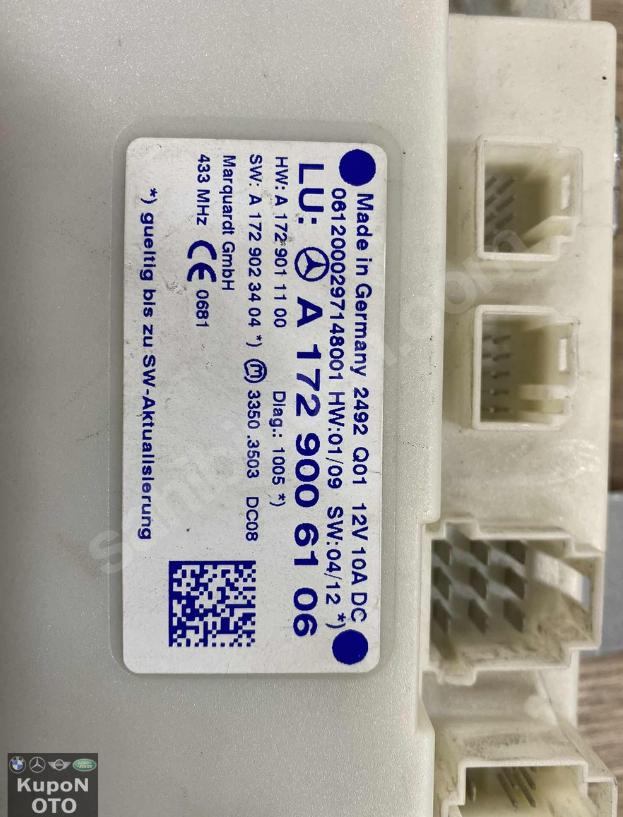 Made in Germany 2492 Q01 12V 10A DC
0612000297148001 HW:01/09 SW:04/12 *)
LU: A 172 900 61 06
HW: A 172 901 11 00 Diag.: 1005 *)
SW: A 172 902 34 04 *) m 3350 .3503 DC08
Marquardt GmbH
433 MHz CE 0681
*) gueltig bis zu SW-Aktualisierung
KupoN
OTO